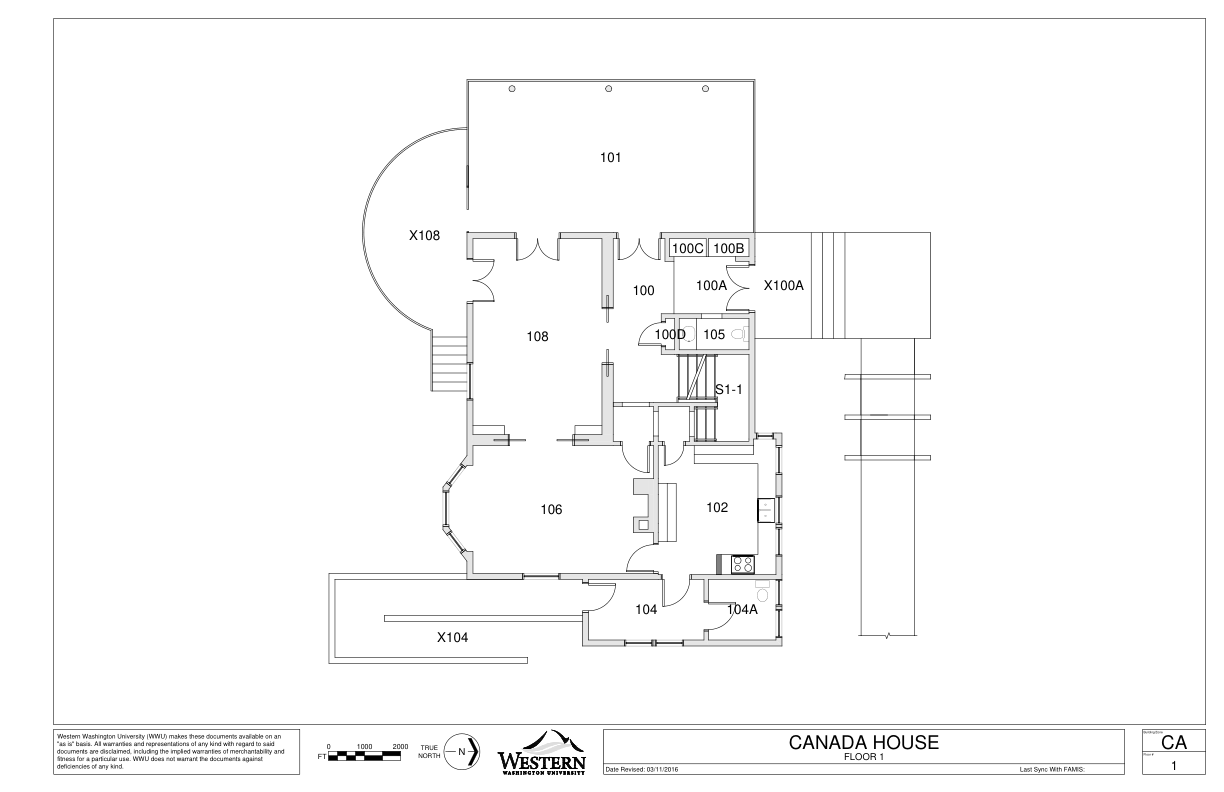 101
X108
100C
100B
100
100A
X100A
108
100D
105
S1-1
106
102
104
104A
X104
Western Washington University (WWU) makes these documents available on an
"as is" basis. All warranties and representations of any kind with regard to said
documents are disclaimed, including the implied warranties of merchantability and
fitness for a particular use. WWU does not warrant the documents against
deficiencies of any kind.
0 1000 2000
FT
TRUE
NORTH
N
WESTERN
WASHINGTON UNIVERSITY
CANADA HOUSE
FLOOR 1
Date Revised: 03/11/2016
Last Sync With FAMIS:
CA
1